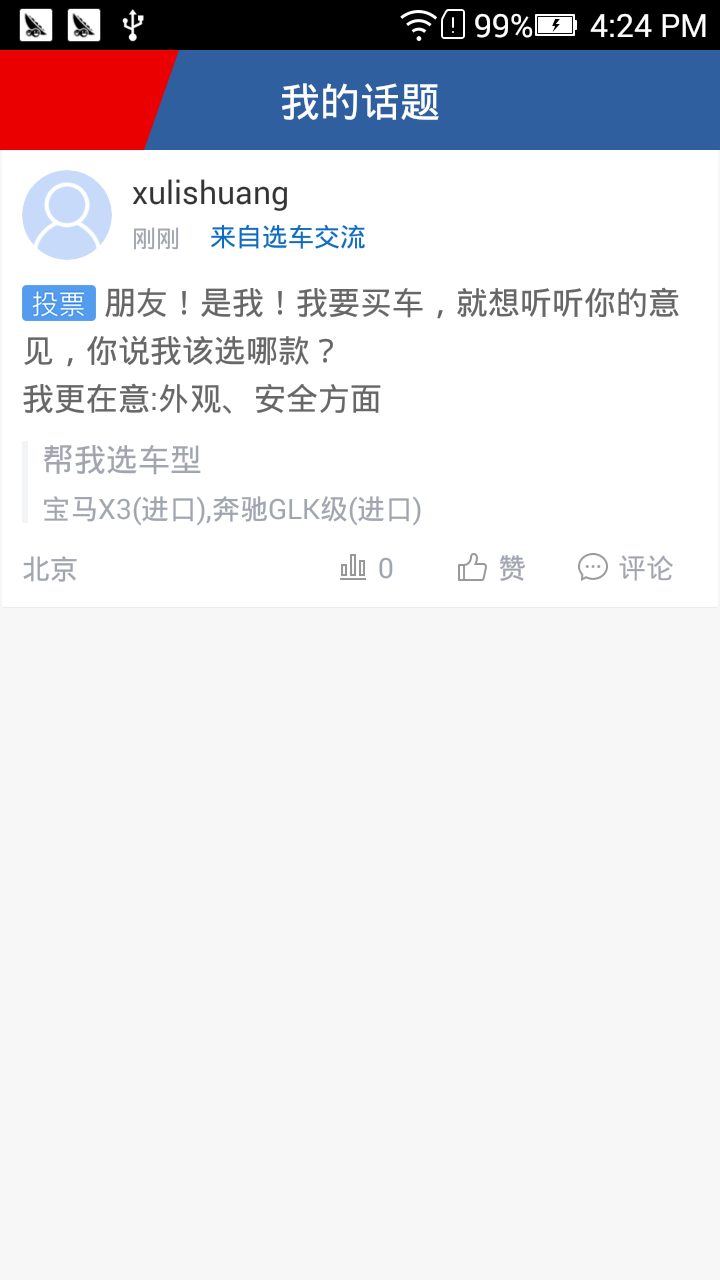 99% 4:24 PM
我的话题
xulishuang
刚刚 来自选车交流
投票 朋友！是我！我要买车，就想听听你的意
见，你说我该选哪款？
我更在意:外观、安全方面
帮我选车型
宝马X3(进口),奔驰GLK级(进口)
北京 0 赞 评论